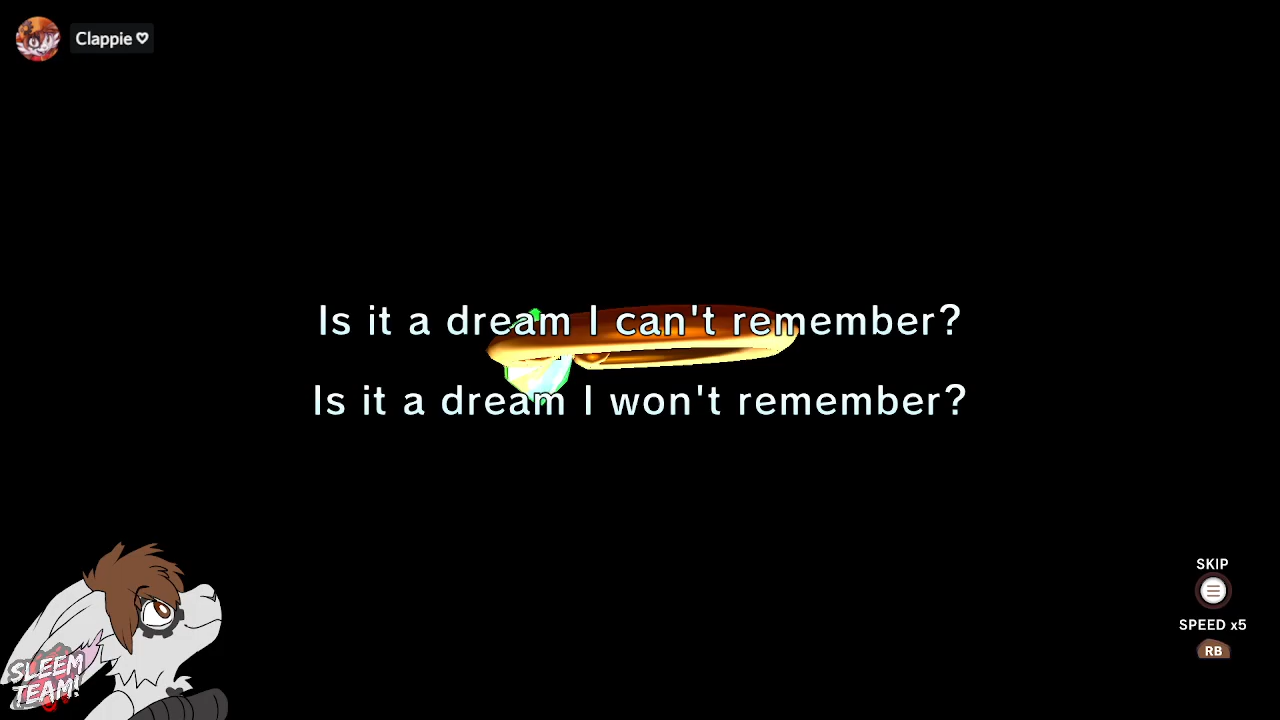 Clappie ♡
Is it a dream I can't remember?
Is it a dream I won't remember?
SKIP
SPEED x5
RB
SLEEM
TEAM!